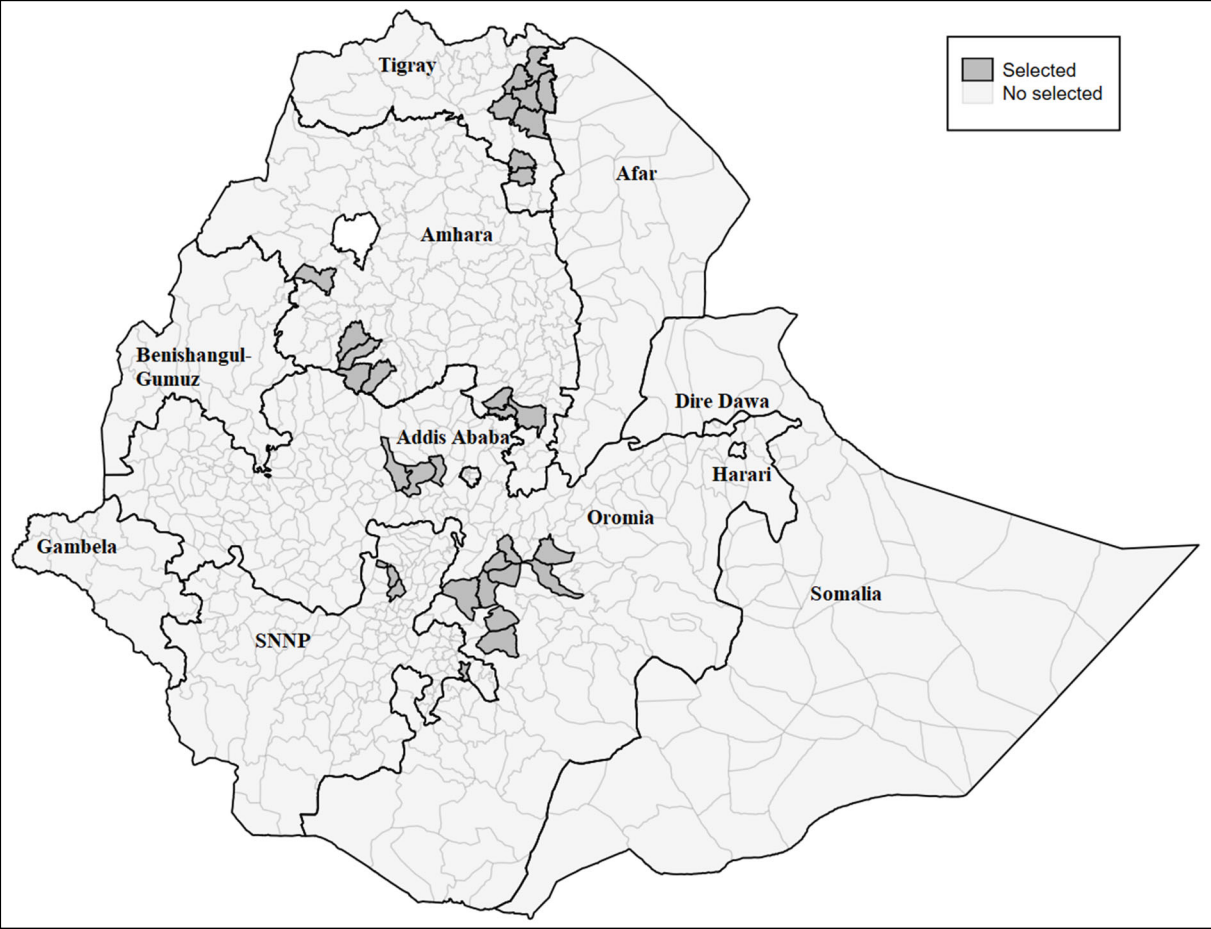 Tigray
Selected
No selected
Afar
Amhara
Benishangul-
Gumuz
Dire Dawa
Addis Ababa
Harari
Oromia
Gambela
Somalia
SNNP